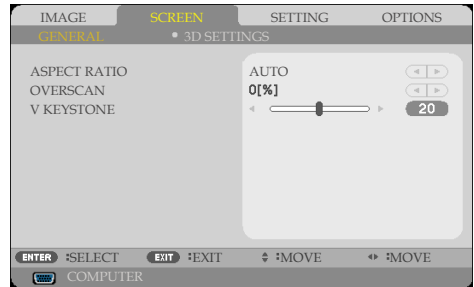 IMAGE SCREEN SETTING OPTIONS
GENERAL • 3D SETTINGS
ASPECT RATIO AUTO
OVERSCAN 0[%]
V KEYSTONE 20
ENTER :SELECT EXIT :EXIT :MOVE :MOVE
COMPUTER